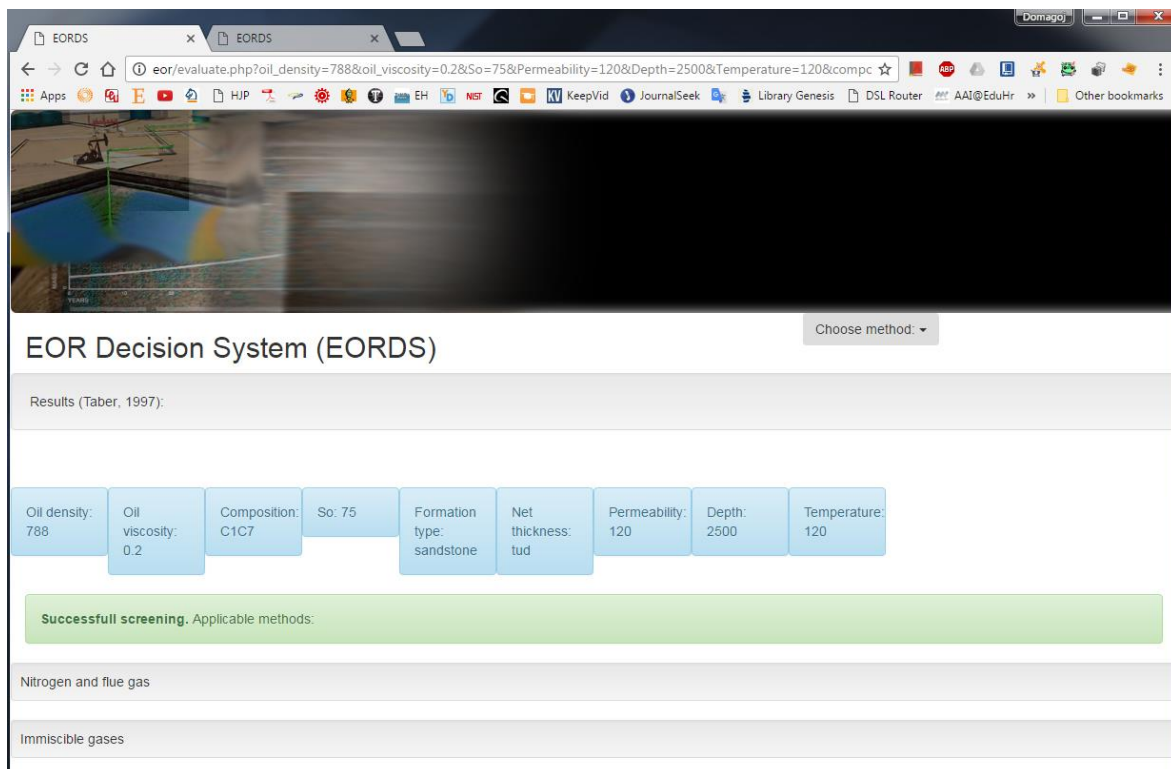 Domagoj
EORDS
EORDS
eor/evaluate.php?oil_density=788&oil_viscosity=0.2&So=75&Permeability=120&Depth=2500&Temperature=120&compc
Apps E HJP EH NIST KeepVid JournalSeek Library Genesis DSL Router AAI@EduHr » Other bookmarks
YEARS
EOR Decision System (EORDS)
Choose method:
Results (Taber, 1997):
Oil density:
788
Oil
viscosity:
0.2
Composition:
C1C7
So: 75
Formation
type:
sandstone
Net
thickness:
tud
Permeability:
120
Depth:
2500
Temperature:
120
Successfull screening. Applicable methods:
Nitrogen and flue gas
Immiscible gases